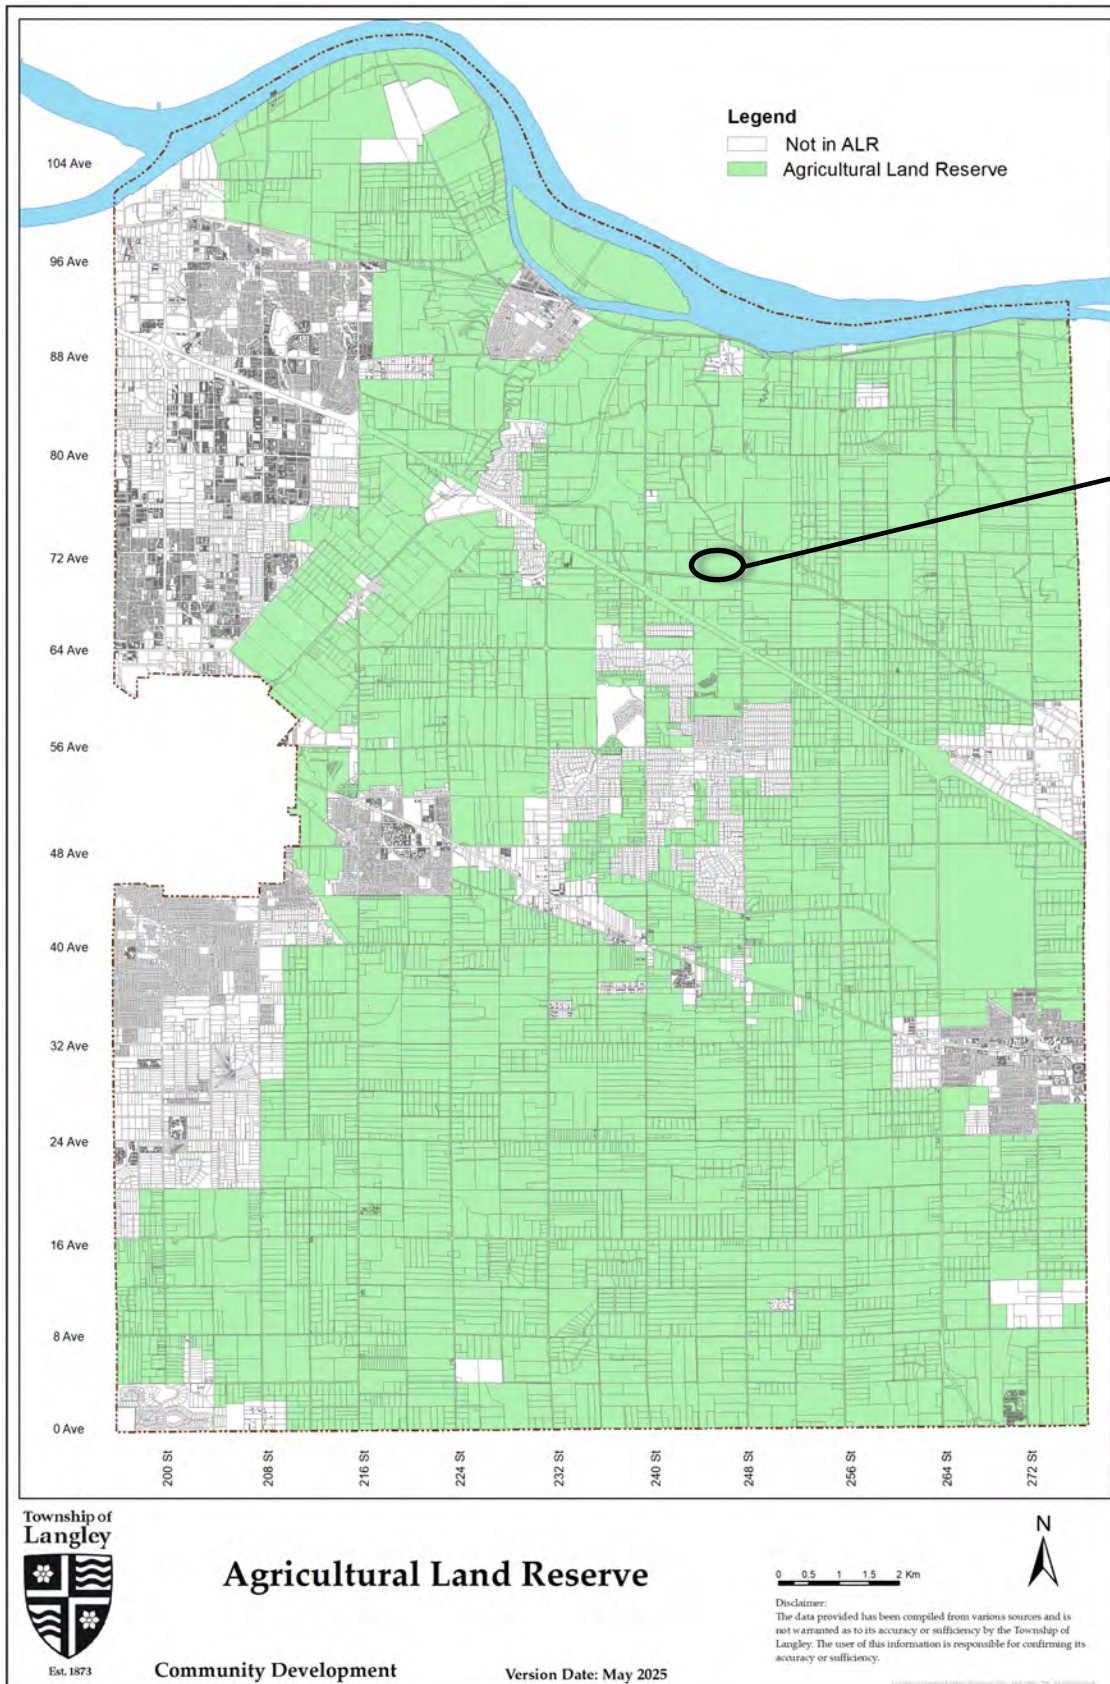 Legend
Not in ALR
Agricultural Land Reserve
104 Ave
96 Ave
88 Ave
80 Ave
72 Ave
64 Ave
56 Ave
48 Ave
40 Ave
32 Ave
24 Ave
16 Ave
8 Ave
0 Ave
200 St
208 St
216 St
224 St
232 St
240 St
248 St
256 St
264 St
272 St
Township of
Langley
Est. 1873
Agricultural Land Reserve
Community Development
Version Date: May 2025
N
0 0.5 1 1.5 2 Km
Disclaimer:
The data provided has been compiled from various sources and is
not warranted as to its accuracy or sufficiency by the Township of
Langley. The user of this information is responsible for confirming its
accuracy or sufficiency.